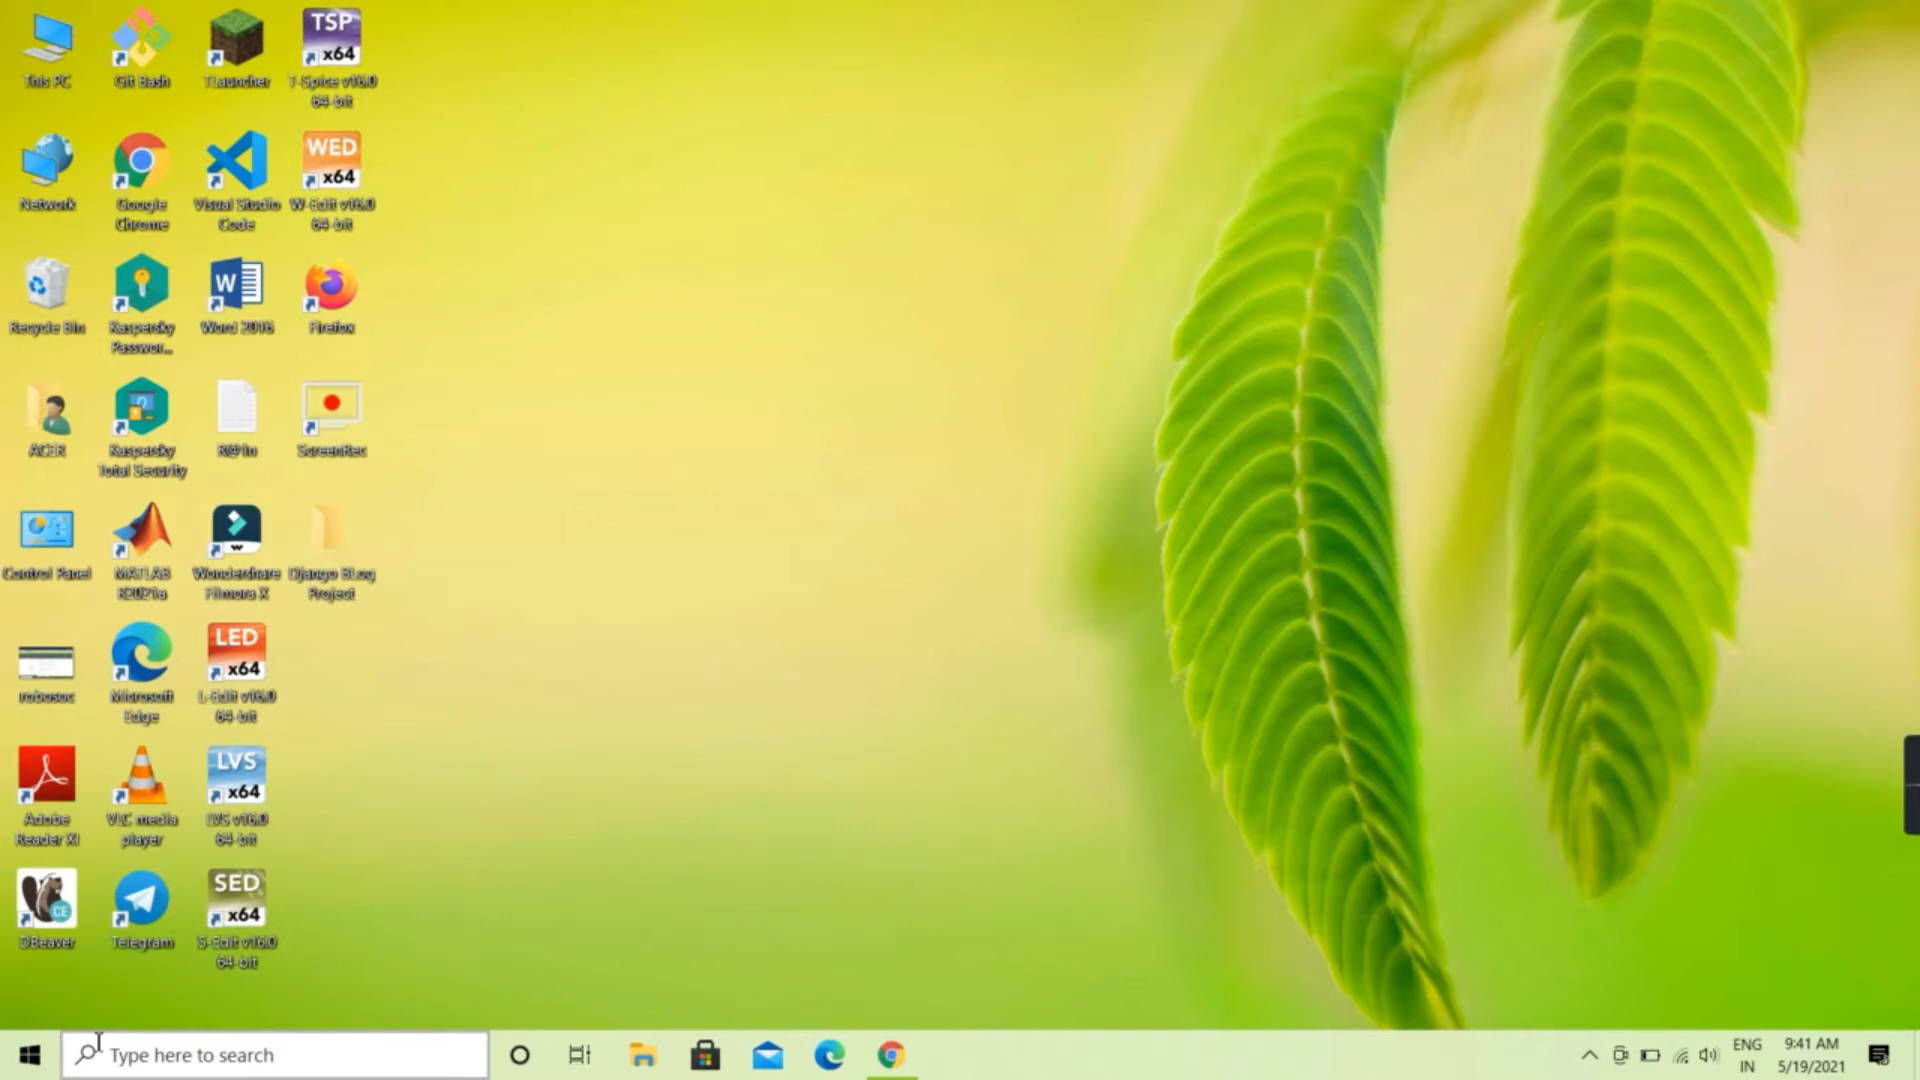 This PC
Git Bash
TLauncher
TSP
x64
T-Spice v16.0
64-bit
Network
Google
Chrome
Visual Studio
Code
WED
x64
W-Edit v16.0
64-bit
Recycle Bin
Kaspersky
Passwor...
W
Word 2016
Firefox
ACER
Kaspersky
Total Security
R@1n
ScreenRec
Control Panel
MATLAB
R2021a
Wondershare
Filmora X
Django BLog
Project
robosoc
Microsoft
Edge
LED
x64
L-Edit v16.0
64-bit
Adobe
Reader XI
VLC media
player
LVS
x64
LVS v16.0
64-bit
CE
DBeaver
Telegram
SED
x64
S-Edit v16.0
64-bit
Type here to search
ENG
IN
9:41 AM
5/19/2021